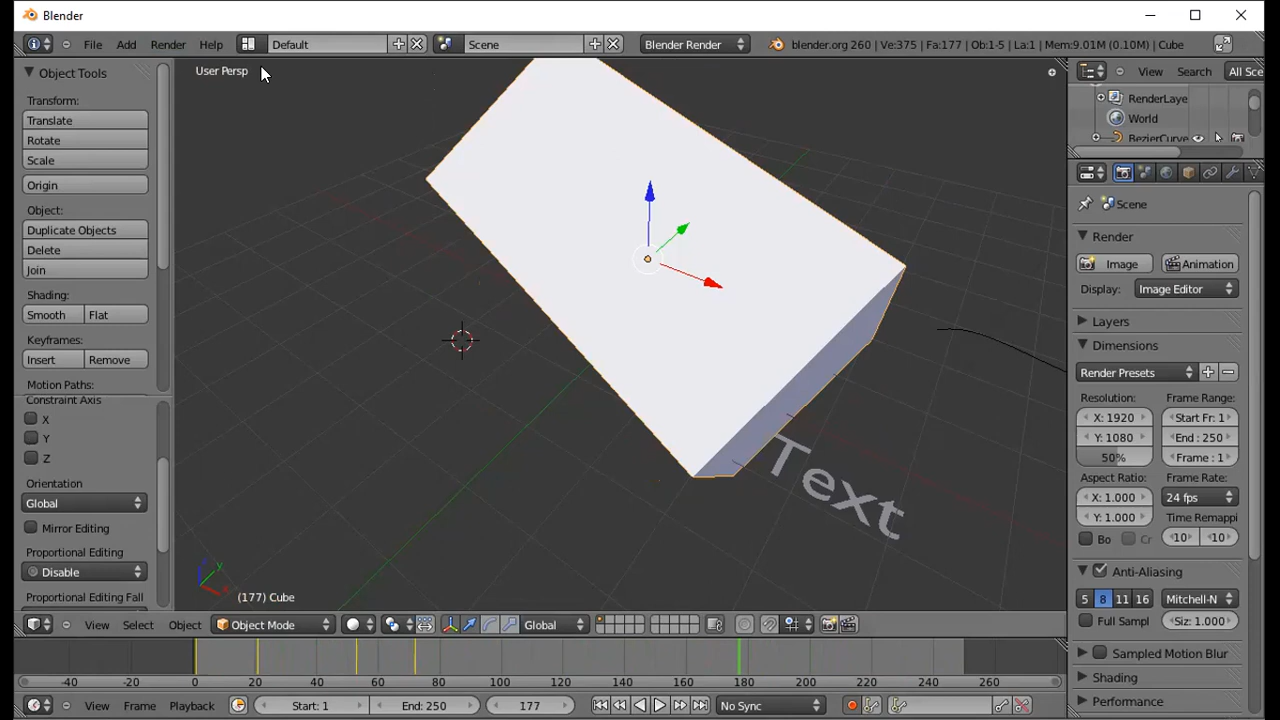 Blender
File Add Render Help Default Scene Blender Render blender.org 260 | Ve:375 | Fa:177 | Ob:1-5 | La:1 | Mem:9.01M (0.10M) | Cube
Object Tools
Transform:
Translate
Rotate
Scale
Origin
Object:
Duplicate Objects
Delete
Join
Shading:
Smooth Flat
Keyframes:
Insert Remove
Motion Paths:
Constraint Axis
X
Y
Z
Orientation
Global
Mirror Editing
Proportional Editing
Disable
Proportional Editing Fall
User Persp
Text
z y x
(177) Cube
View Select Object Object Mode Global
-40 -20 0 20 40 60 80 100 120 140 160 180 200 220 240 260
View Frame Playback Start: 1 End: 250 177 No Sync
View Search All Sce
RenderLaye
World
BezierCurve
Scene
Render
Image Animation
Display: Image Editor
Layers
Dimensions
Render Presets
Resolution: Frame Range:
X: 1920 Start Fr: 1
Y: 1080 End : 250
50% Frame : 1
Aspect Ratio: Frame Rate:
X: 1.000 24 fps
Y: 1.000 Time Remappi
Bo Cr 10 10
Anti-Aliasing
5 8 11 16 Mitchell-N
Full Sampl Siz: 1.000
Sampled Motion Blur
Shading
Performance